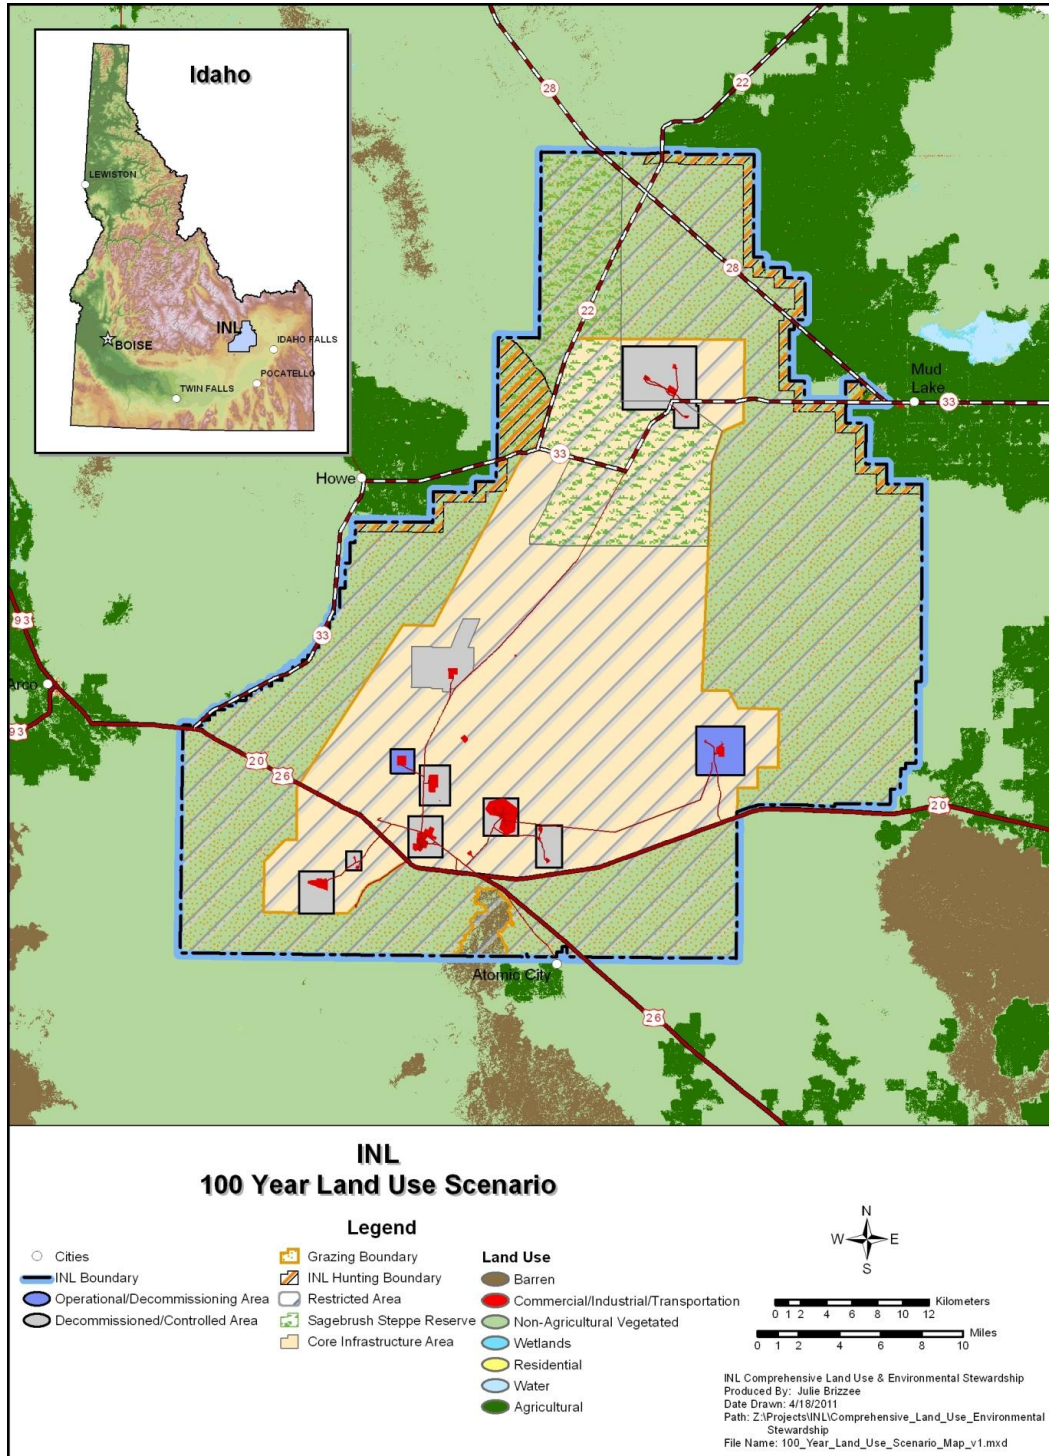 Idaho
LEWISTON
INL
IDAHO FALLS
BOISE
POCATELLO
TWIN FALLS
28
22
28
22
Mud
Lake
33
33
Howe
93
33
Arco
93
20
26
20
Atomic City
26
INL
100 Year Land Use Scenario
Legend
Cities
INL Boundary
Operational/Decommissioning Area
Decommissioned/Controlled Area
Grazing Boundary
INL Hunting Boundary
Restricted Area
Sagebrush Steppe Reserve
Core Infrastructure Area
Land Use
Barren
Commercial/Industrial/Transportation
Non-Agricultural Vegetated
Wetlands
Residential
Water
Agricultural
N
W E
S
Kilometers
0 1 2 4 6 8 10 12
Miles
0 2 4 6 8 10
INL Comprehensive Land Use & Environmental Stewardship
Produced By: Julie Brizzee
Date Drawn: 4/18/2011
Path: Z:\Projects\INL\Comprehensive_Land_Use_Environmental
Stewardship
File Name: 100_Year_Land_Use_Scenario_Map_v1.mxd